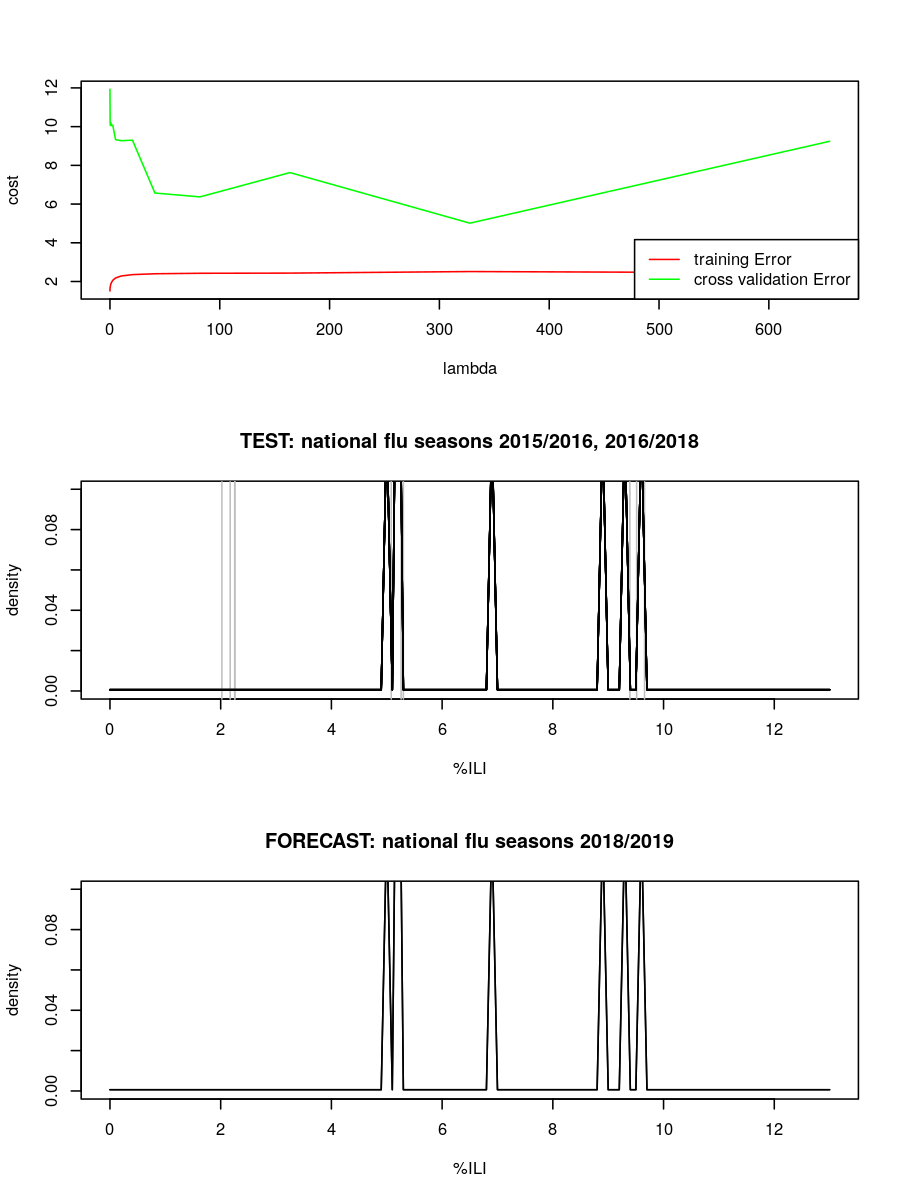 12
10
8
6
4
2
cost
training Error
cross validation Error
0 100 200 300 400 500 600
lambda
TEST: national flu seasons 2015/2016, 2016/2018
0.08
0.04
0.00
density
0 2 4 6 8 10 12
%ILI
FORECAST: national flu seasons 2018/2019
0.08
0.04
0.00
density
0 2 4 6 8 10 12
%ILI